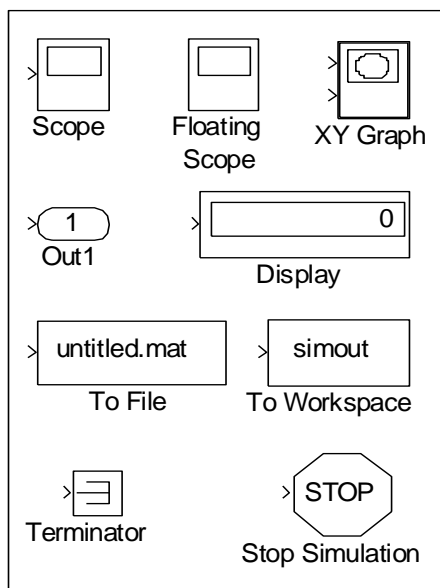 Scope
Floating
Scope
XY Graph
1
Out1
0
Display
untitled.mat
To File
simout
To Workspace
Terminator
STOP
Stop Simulation